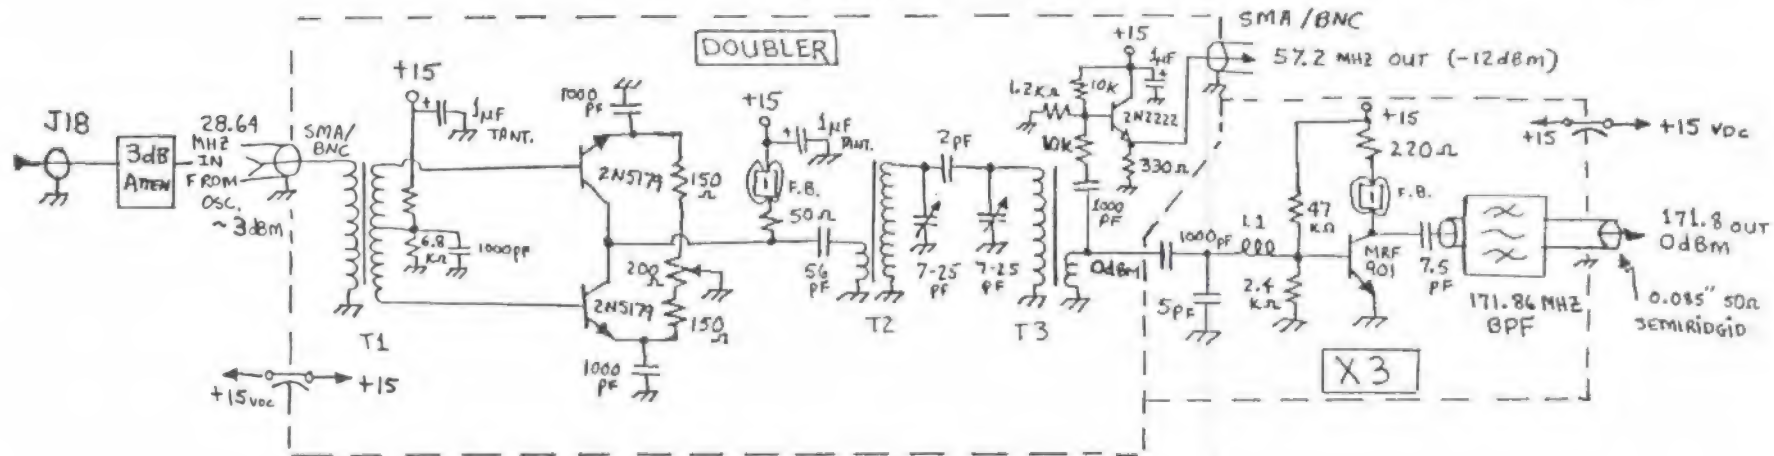 DOUBLER
SMA/BNC
57.2 MHZ OUT (-12dBm)
J18
3dB
ATTEN
28.64
MHZ
IN
FROM
OSC.
~3dBm
SMA/
BNC
+15
1μF
TANT.
6.8
KΩ
1000PF
T1
+15VDC
+15
1000
PF
2N5179
150
Ω
20Ω
2N5179
150
Ω
1000
PF
+15
1μF
TANT.
F.B.
50Ω
56
PF
T2
2PF
7-25
PF
7-25
PF
T3
1.2KΩ
10K
+15
1μF
2N2222
10K
330Ω
1000
PF
0dBm
1000PF
5PF
1.1
47
KΩ
2.4
KΩ
+15
220Ω
F.B.
MRF
901
7.5
PF
171.86 MHZ
BPF
X3
+15
+15 VDC
171.8 OUT
0dBm
0.085" 50Ω
SEMIRIDGID